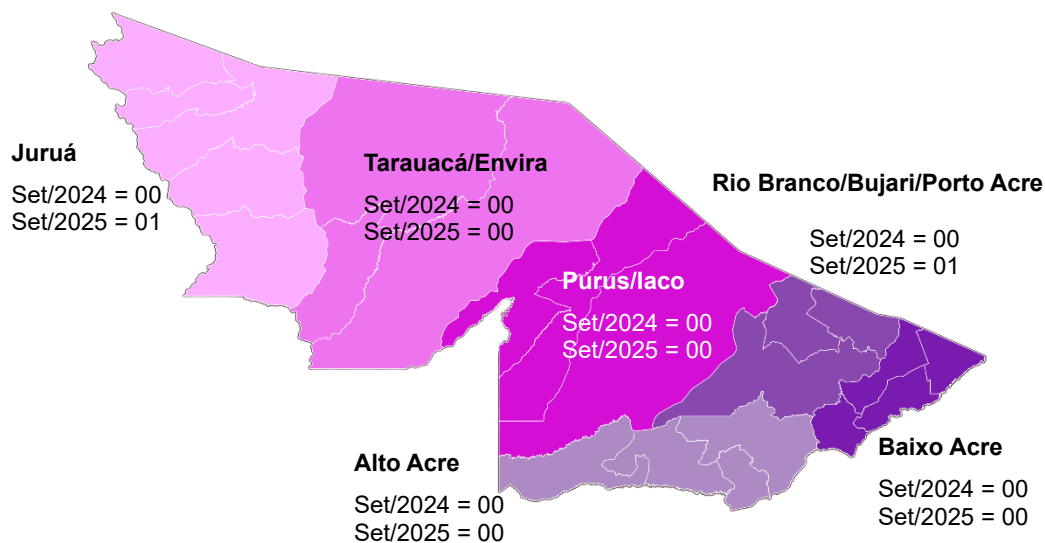 Juruá
Set/2024 = 00
Set/2025 = 01
Tarauacá/Envira
Set/2024 = 00
Set/2025 = 00
Rio Branco/Bujari/Porto Acre
Set/2024 = 00
Set/2025 = 01
Purus/Iaco
Set/2024 = 00
Set/2025 = 00
Alto Acre
Set/2024 = 00
Set/2025 = 00
Baixo Acre
Set/2024 = 00
Set/2025 = 00